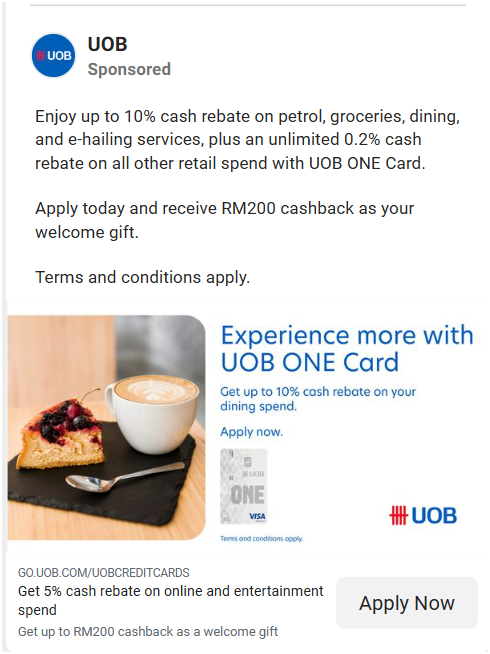 UOB
UOB
Sponsored
Enjoy up to 10% cash rebate on petrol, groceries, dining,
and e-hailing services, plus an unlimited 0.2% cash
rebate on all other retail spend with UOB ONE Card.
Apply today and receive RM200 cashback as your
welcome gift.
Terms and conditions apply.
Experience more with
UOB ONE Card
Get up to 10% cash rebate on your
dining spend.
Apply now.
UOB
ONE
VISA
UOB
Terms and conditions apply.
GO.UOB.COM/UOBCREDITCARDS
Get 5% cash rebate on online and entertainment
spend
Get up to RM200 cashback as a welcome gift
Apply Now